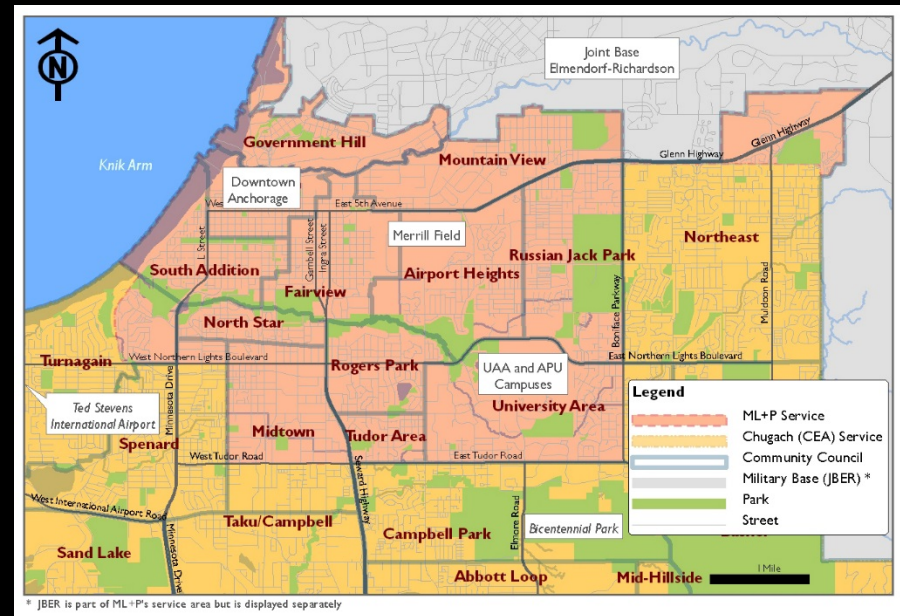 N
Joint Base
Elmendorf-Richardson
Glenn Highway
Government Hill
Knik Arm
Mountain View
Glenn Highway
Downtown
Anchorage
West
East 5th Avenue
Merrill Field
L Street
Gambell Street
Ingra Street
Northeast
Russian Jack Park
South Addition
Airport Heights
Fairview
Boniface Parkway
Muldoon Road
North Star
Turnagain
West Northern Lights Boulevard
Rogers Park
East Northern Lights Boulevard
UAA and APU
Campuses
Ted Stevens
International Airport
Minnesota Drive
University Area
Spenard
Midtown
Tudor Area
West Tudor Road
East Tudor Road
Seward Highway
West International Airport Road
Taku/Campbell
Campbell Park
Elmore Road
Bicentennial Park
Sand Lake
Minnesota Drive
Abbott Loop
Mid-Hillside
1 Mile
Legend
ML+P Service
Chugach (CEA) Service
Community Council
Military Base (JBER) *
Park
Street
* JBER is part of ML+P's service area but is displayed separately